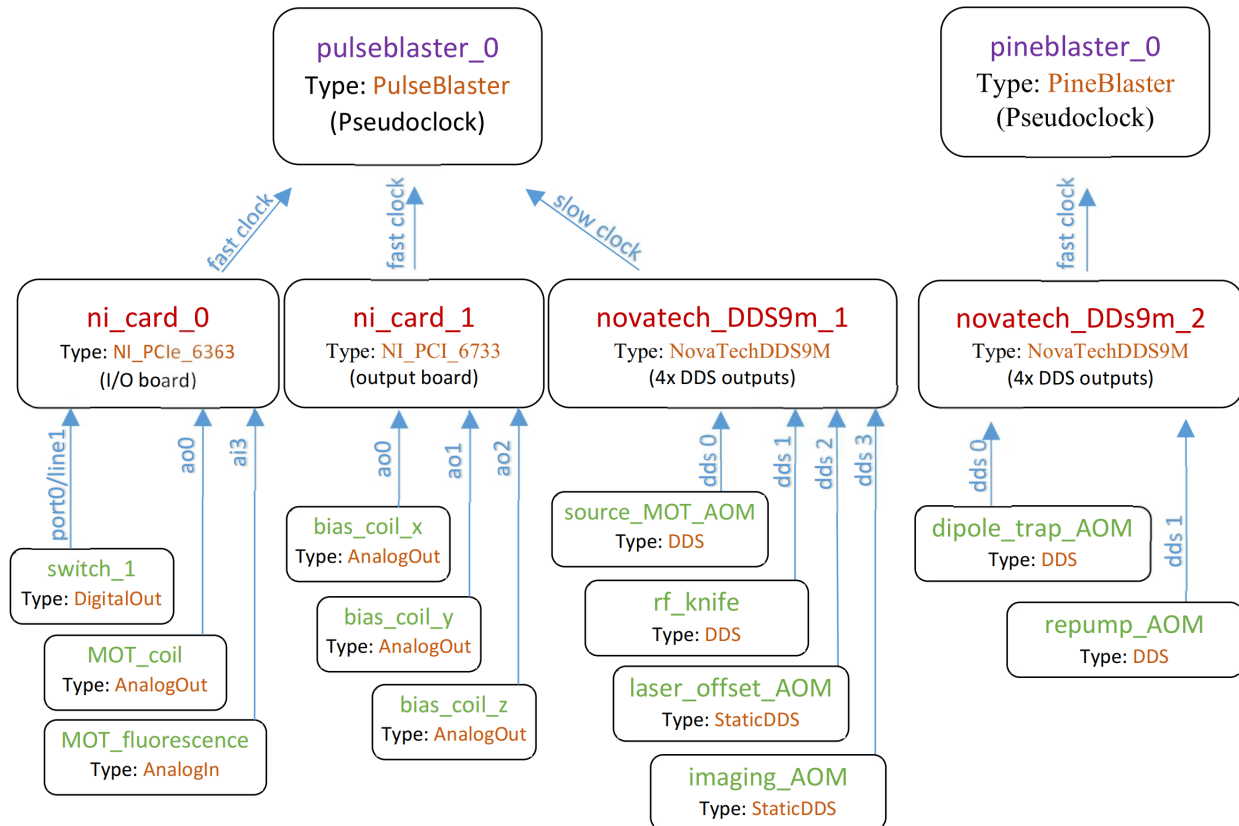 pulseblaster_0
Type: PulseBlaster
(Pseudoclock)
pineblaster_0
Type: PineBlaster
(Pseudoclock)
fast clock
fast clock
slow clock
fast clock
ni_card_0
Type: NI_PCIe_6363
(I/O board)
ni_card_1
Type: NI_PCI_6733
(output board)
novatech_DDS9m_1
Type: NovaTechDDS9M
(4x DDS outputs)
novatech_DDs9m_2
Type: NovaTechDDS9M
(4x DDS outputs)
port0/line1
ao0
ai3
ao0
ao1
ao2
dds 0
dds 1
dds 2
dds 3
dds 0
dds 1
switch_1
Type: DigitalOut
MOT_coil
Type: AnalogOut
MOT_fluorescence
Type: AnalogIn
bias_coil_x
Type: AnalogOut
bias_coil_y
Type: AnalogOut
bias_coil_z
Type: AnalogOut
source_MOT_AOM
Type: DDS
rf_knife
Type: DDS
laser_offset_AOM
Type: StaticDDS
imaging_AOM
Type: StaticDDS
dipole_trap_AOM
Type: DDS
repump_AOM
Type: DDS